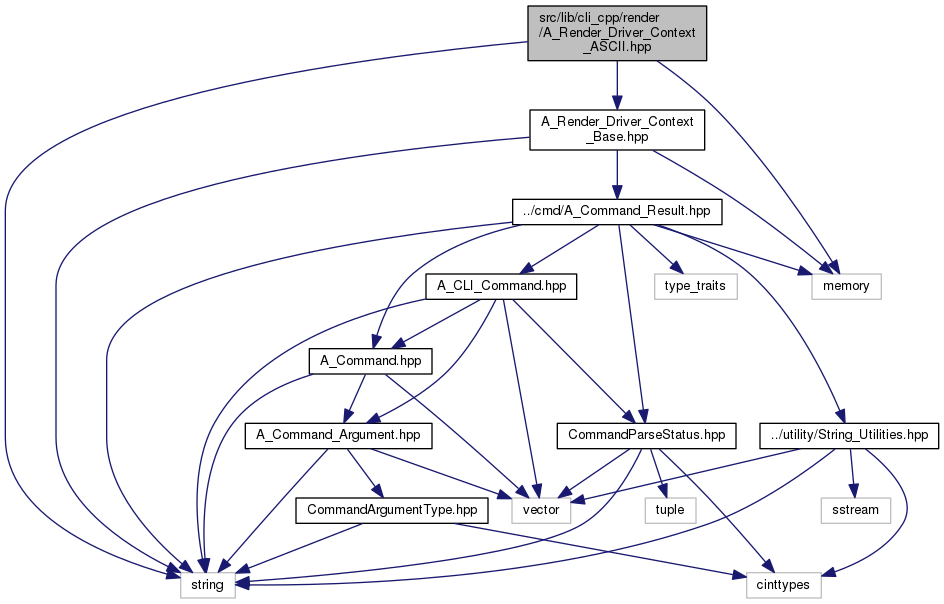 src/lib/cli_cpp/render
/A_Render_Driver_Context
_ASCII.hpp
A_Render_Driver_Context
_Base.hpp
../cmd/A_Command_Result.hpp
A_CLI_Command.hpp
type_traits
memory
A_Command.hpp
A_Command_Argument.hpp
CommandParseStatus.hpp
../utility/String_Utilities.hpp
CommandArgumentType.hpp
vector
tuple
sstream
string
cinttypes